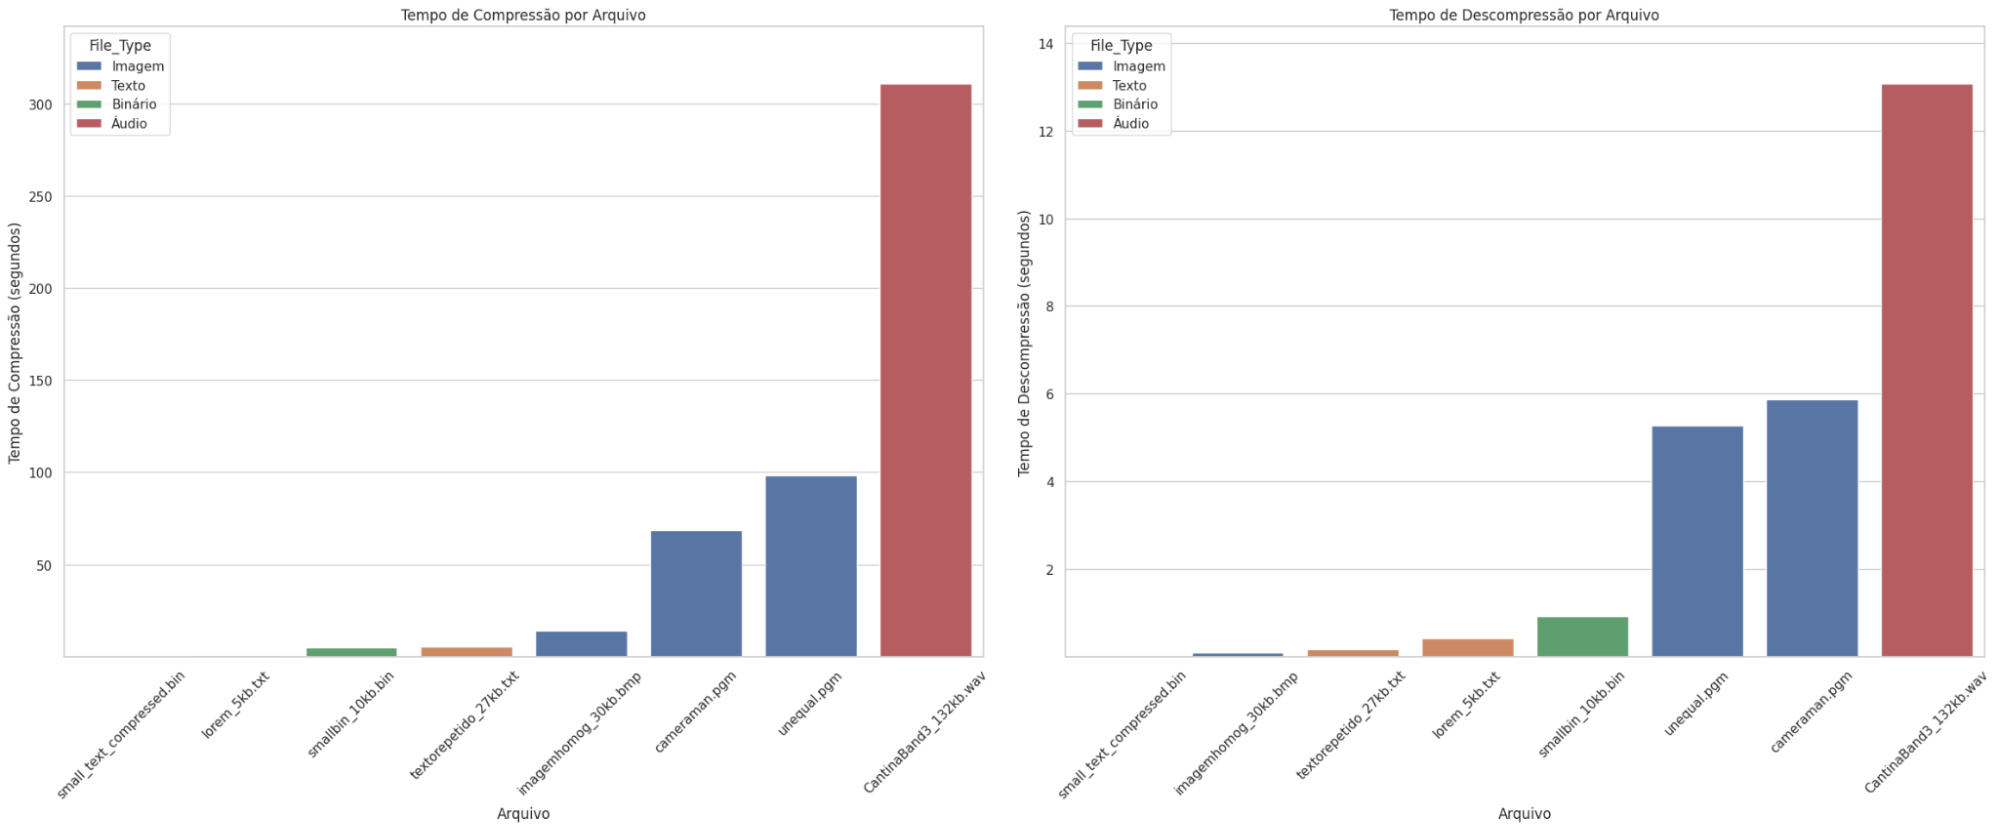 Tempo de Compressão por Arquivo
File_Type
Imagem
Texto
Binário
Áudio
300
250
200
150
100
50
Tempo de Compressão (segundos)
small_text_compressed.bin
lorem_5kb.txt
smallbin_10kb.bin
textorepetido_27kb.txt
imagemhomog_30kb.bmp
cameraman.pgm
unequal.pgm
CantinaBand3_132kb.wav
Arquivo
Tempo de Descompressão por Arquivo
File_Type
Imagem
Texto
Binário
Áudio
14
12
10
8
6
4
2
Tempo de Descompressão (segundos)
small_text_compressed.bin
imagemhomog_30kb.bmp
textorepetido_27kb.txt
lorem_5kb.txt
smallbin_10kb.bin
unequal.pgm
cameraman.pgm
CantinaBand3_132kb.wav
Arquivo